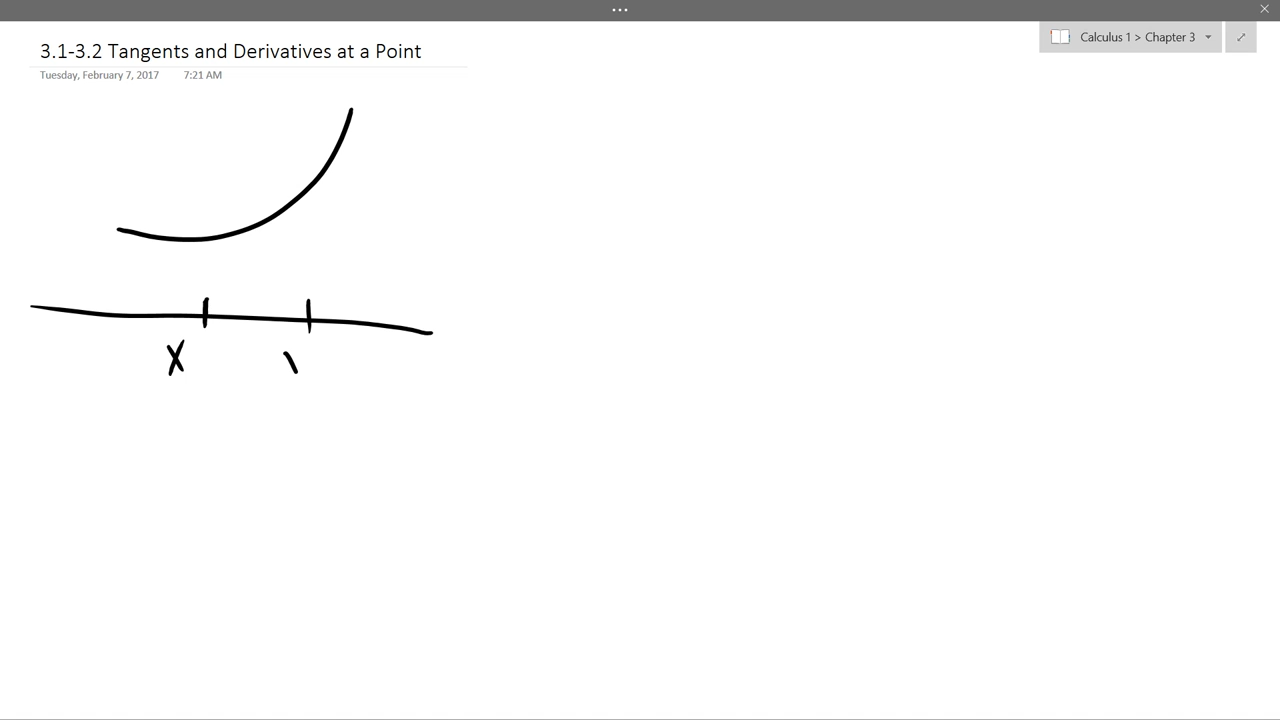 3.1-3.2 Tangents and Derivatives at a Point
Calculus 1 > Chapter 3
Tuesday, February 7, 2017 7:21 AM
X